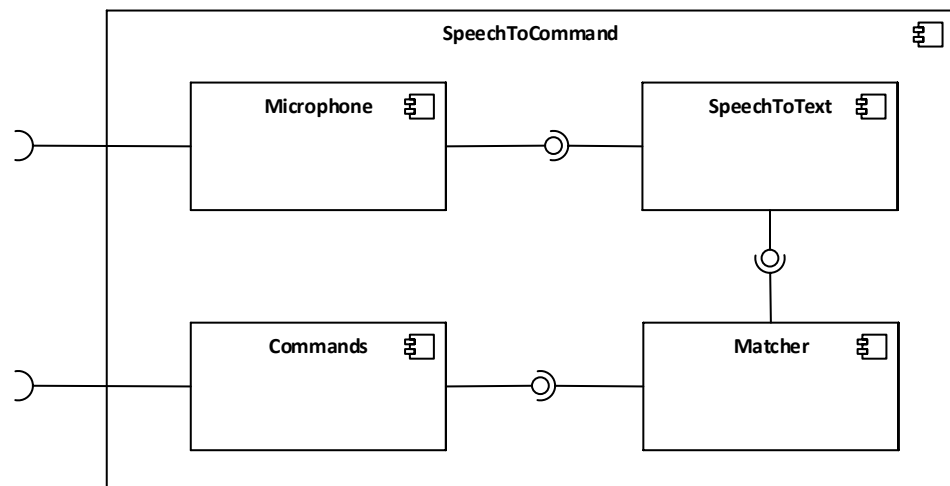 SpeechToCommand
Microphone
SpeechToText
Commands
Matcher